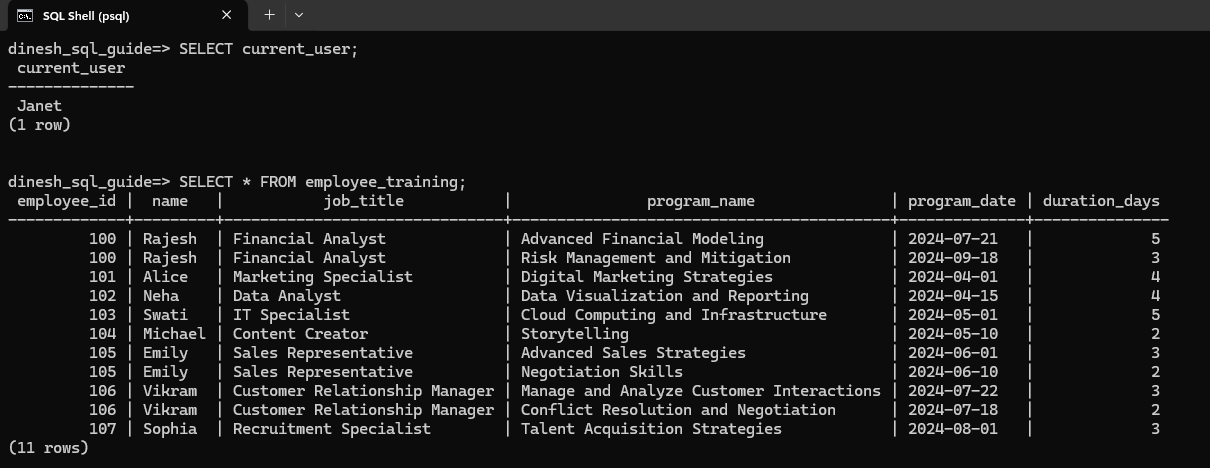 SQL Shell (psql)
dinesh_sql_guide=> SELECT current_user;
 current_user
--------------
 Janet
(1 row)
dinesh_sql_guide=> SELECT * FROM employee_training;
 employee_id |  name   |           job_title           |               program_name               | program_date | duration_days
-------------+---------+-------------------------------+------------------------------------------+--------------+---------------
         100 | Rajesh  | Financial Analyst             | Advanced Financial Modeling              | 2024-07-21   |             5
         100 | Rajesh  | Financial Analyst             | Risk Management and Mitigation           | 2024-09-18   |             3
         101 | Alice   | Marketing Specialist          | Digital Marketing Strategies             | 2024-04-01   |             4
         102 | Neha    | Data Analyst                  | Data Visualization and Reporting         | 2024-04-15   |             4
         103 | Swati   | IT Specialist                 | Cloud Computing and Infrastructure       | 2024-05-01   |             5
         104 | Michael | Content Creator               | Storytelling                             | 2024-05-10   |             2
         105 | Emily   | Sales Representative          | Advanced Sales Strategies                | 2024-06-01   |             3
         105 | Emily   | Sales Representative          | Negotiation Skills                       | 2024-06-10   |             2
         106 | Vikram  | Customer Relationship Manager | Manage and Analyze Customer Interactions | 2024-07-22   |             3
         106 | Vikram  | Customer Relationship Manager | Conflict Resolution and Negotiation      | 2024-07-18   |             2
         107 | Sophia  | Recruitment Specialist        | Talent Acquisition Strategies            | 2024-08-01   |             3
(11 rows)